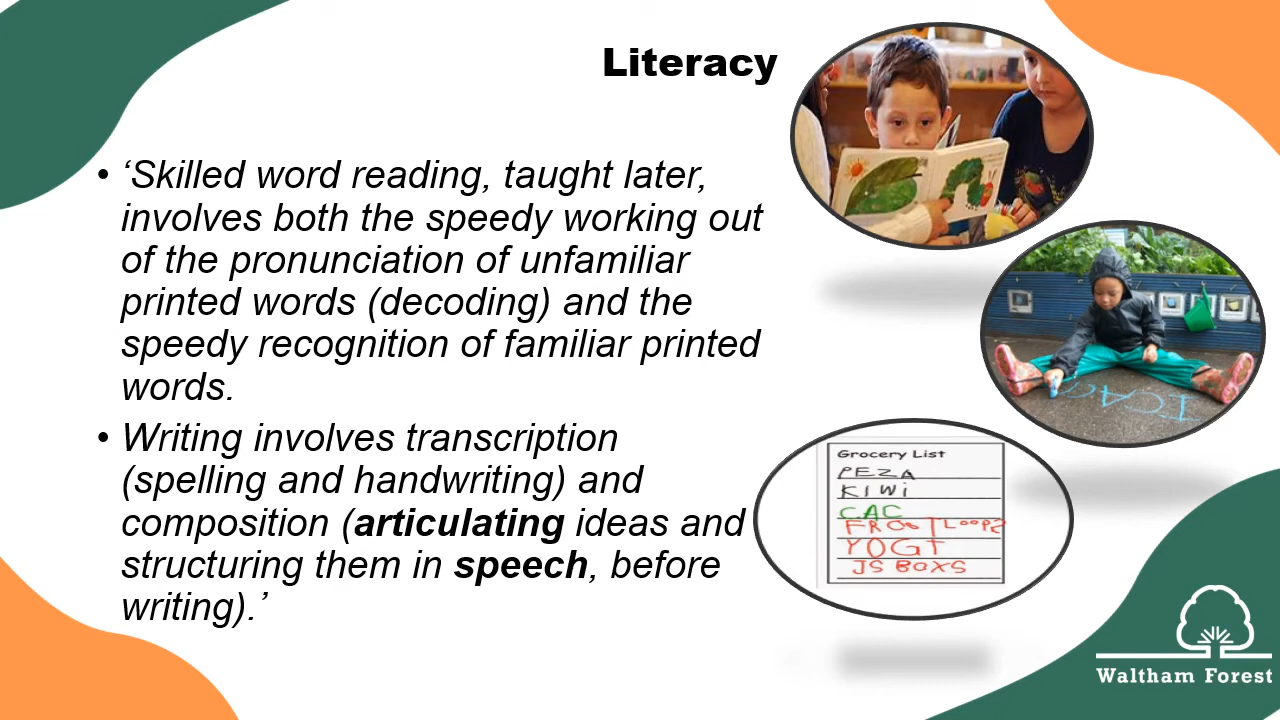 Literacy
• ‘Skilled word reading, taught later,
involves both the speedy working out
of the pronunciation of unfamiliar
printed words (decoding) and the
speedy recognition of familiar printed
words.
• Writing involves transcription
(spelling and handwriting) and
composition (articulating ideas and
structuring them in speech, before
writing).’
Grocery List
PEZA
KIWi
CAC
FROOT LOOPS
YOGT
JS BOXS
Waltham Forest